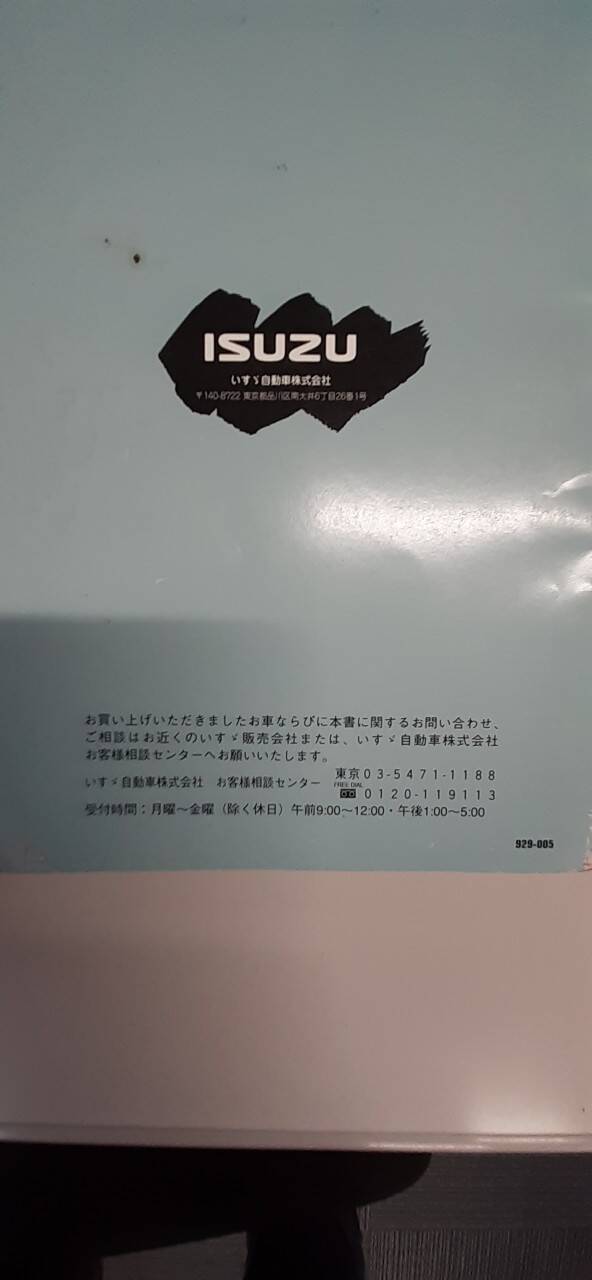 ISUZU
いすゞ自動車株式会社
〒140-8722 東京都品川区南大井6丁目26番1号
お買い上げいただきましたお車ならびに本書に関するお問い合わせ、
ご相談はお近くのいすゞ販売会社または、いすゞ自動車株式会社
お客様相談センターへお願いいたします。
いすゞ自動車株式会社 お客様相談センター 東京03-5471-1188
FREE DIAL 0120-119113
受付時間：月曜〜金曜（除く休日）午前9:00〜12:00・午後1:00〜5:00
929-005